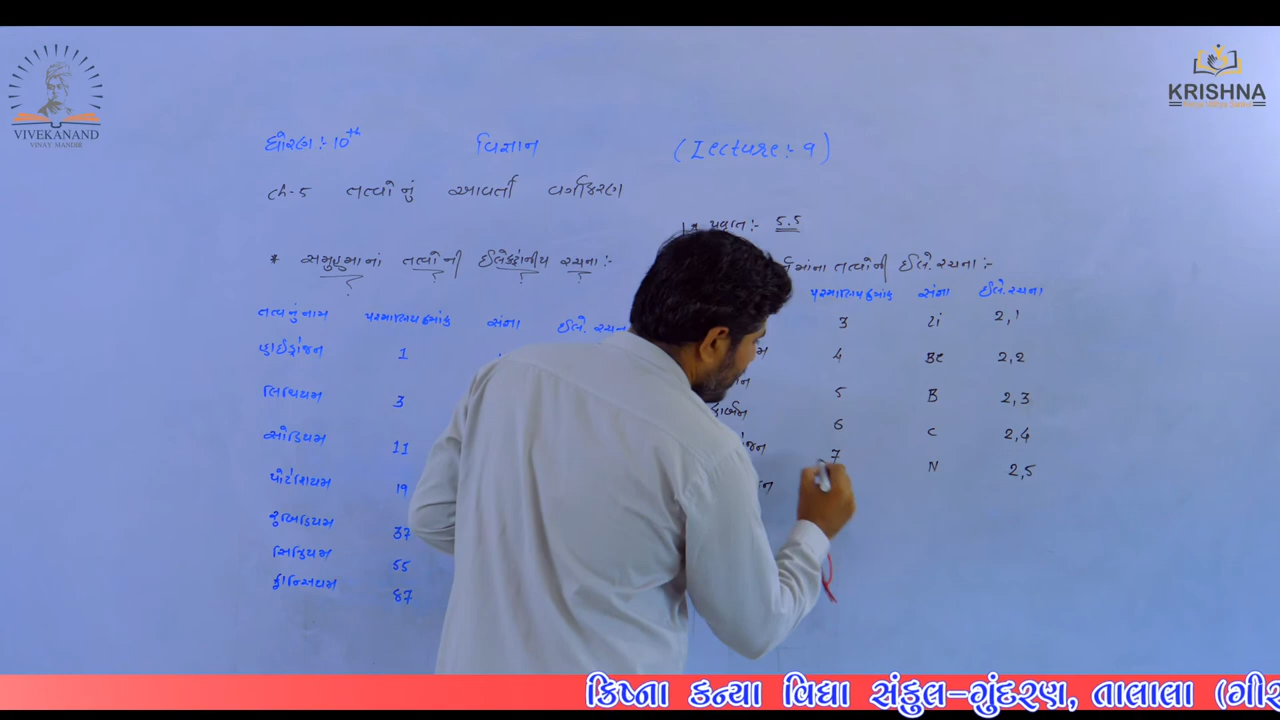 VIVEKANAND
VINAY MANDIR
KRISHNA
ધોરણ :- 10th વિજ્ઞાન (Lecture :- 9)
ch-5 તત્વોનું આવર્તી વર્ગીકરણ
* પ્રવૃત્તિ :- 5.5
* સમુહમાનાં તત્વોની ઈલેક્ટ્રોનીય રચના :-
માંના તત્વોની ઈલે. રચના :-
તત્વનું નામ પરમાણ્વિય ક્રમાંક સંજ્ઞા ઈલે. રચના
હાઈડ્રોજન 1
લિથિયમ 3
સોડિયમ 11
પોટેશિયમ 19
રુબિડિયમ 37
સિઝિયમ 55
ફ્રાન્સિયમ 87
પરમાણ્વિય ક્રમાંક સંજ્ઞા ઈલે. રચના
3 Li 2,1
4 Be 2,2
5 B 2,3
કાર્બન 6 C 2,4
7 N 2,5
ક્રિષ્ના કન્યા વિદ્યા સંકુલ-ગુંદરણ, તાલાલા (ગીર